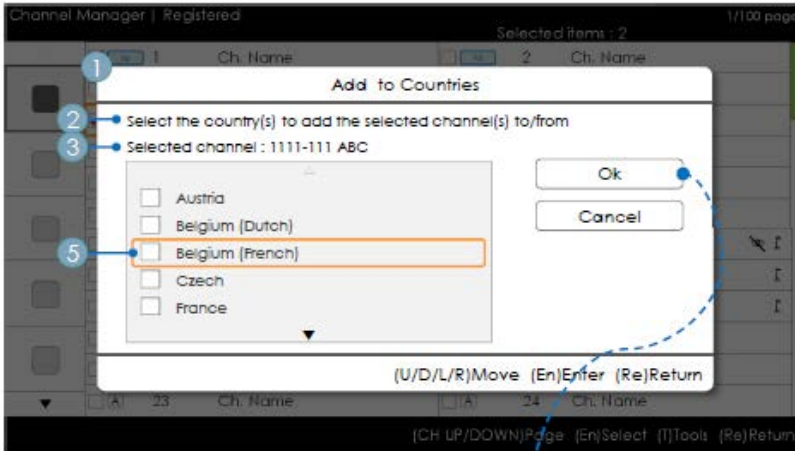 Channel Manager | Registered
1/100 page
Selected items : 2
1 Ch. Name
2 Ch. Name
1
Add to Countries
2 Select the country(s) to add the selected channel(s) to/from
3 Selected channel : 1111-111 ABC
Ok
Austria
Cancel
Belgium (Dutch)
5 Belgium (French)
Czech
France
(U/D/L/R)Move (En)Enter (Re)Return
(A) 23 Ch. Name
(A) 24 Ch. Name
(CH UP/DOWN)Page (En)Select (T)Tools (Re)Return